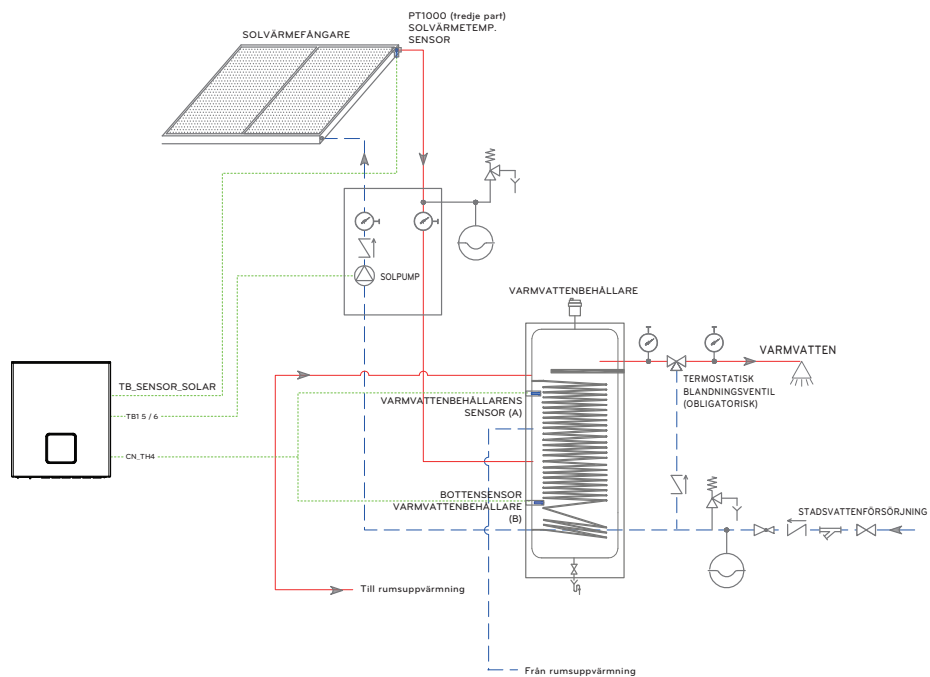 PT1000 (tredje part)
SOLVÄRMETEMP.
SENSOR
SOLVÄRMEFÅNGARE
SOLPUMP
VARMVATTENBEHÅLLARE
VARMVATTEN
TERMOSTATISK
BLANDNINGSVENTIL
(OBLIGATORISK)
TB_SENSOR_SOLAR
VARMVATTENBEHÅLLARENS
SENSOR (A)
TB1 5 / 6
CN_TH4
BOTTENSENSOR
VARMVATTENBEHÅLLARE
(B)
STADSVATTENFÖRSÖRJNING
Till rumsuppvärmning
Från rumsuppvärmning